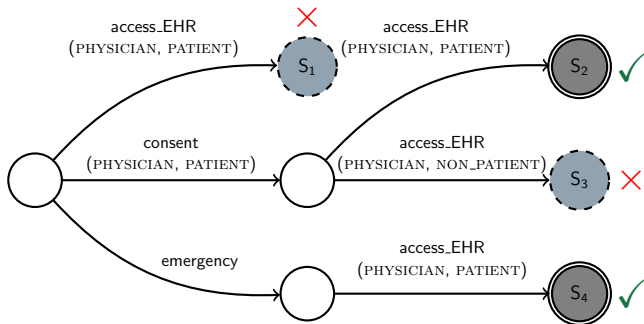 access_EHR
(PHYSICIAN, PATIENT)
S1
access_EHR
(PHYSICIAN, PATIENT)
S2
consent
(PHYSICIAN, PATIENT)
access_EHR
(PHYSICIAN, NON_PATIENT)
S3
emergency
access_EHR
(PHYSICIAN, PATIENT)
S4